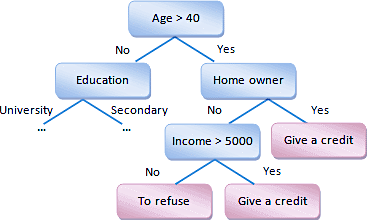 Age > 40
No
Yes
Education
Home owner
University
Secondary
No
Yes
...
...
Income > 5000
Give a credit
No
Yes
To refuse
Give a credit